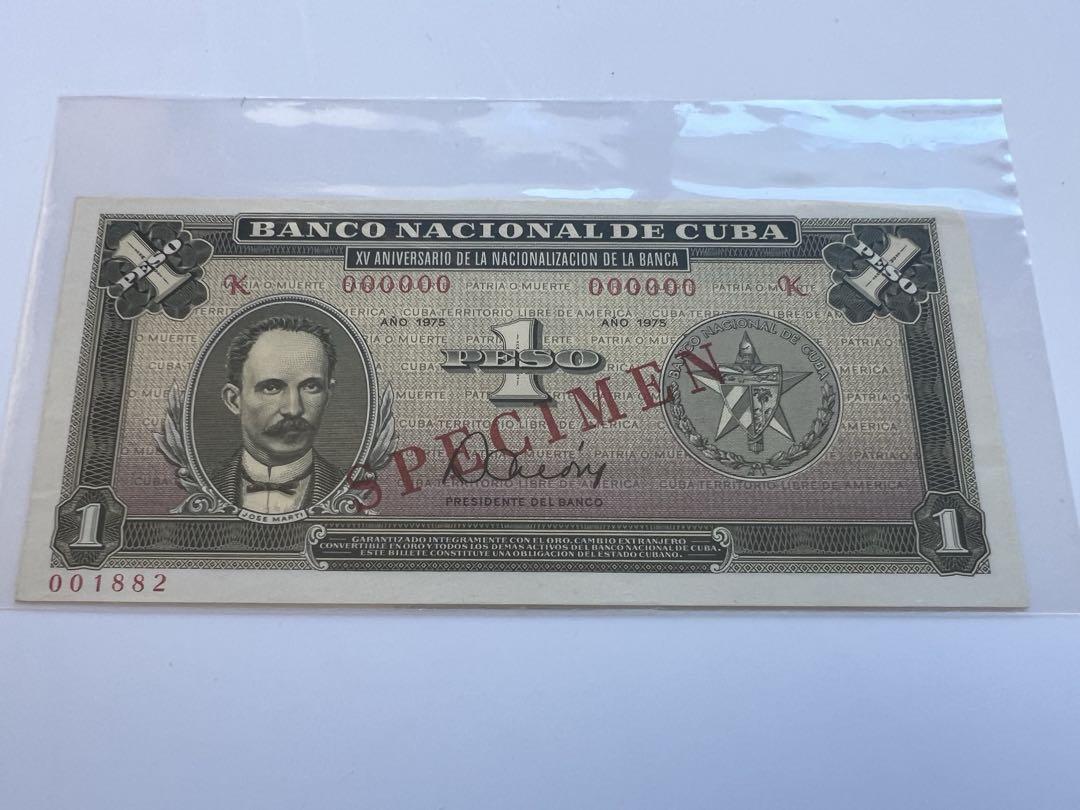 BANCO NACIONAL DE CUBA
XV ANIVERSARIO DE LA NACIONALIZACION DE LA BANCA
1 PESO
1 PESO
K 000000 PATRIA O MUERTE 000000 K
CUBA TERRITORIO LIBRE DE AMERICA
AÑO 1975 AÑO 1975
1
PESO
BANCO NACIONAL DE CUBA
SPECIMEN
PRESIDENTE DEL BANCO
JOSE MARTI
1
1
GARANTIZADO INTEGRAMENTE CON EL ORO, CAMBIO EXTRANJERO
CONVERTIBLE EN ORO Y TODOS LOS DEMAS ACTIVOS DEL BANCO NACIONAL DE CUBA.
ESTE BILLETE CONSTITUYE UNA OBLIGACION DEL ESTADO CUBANO.
001882